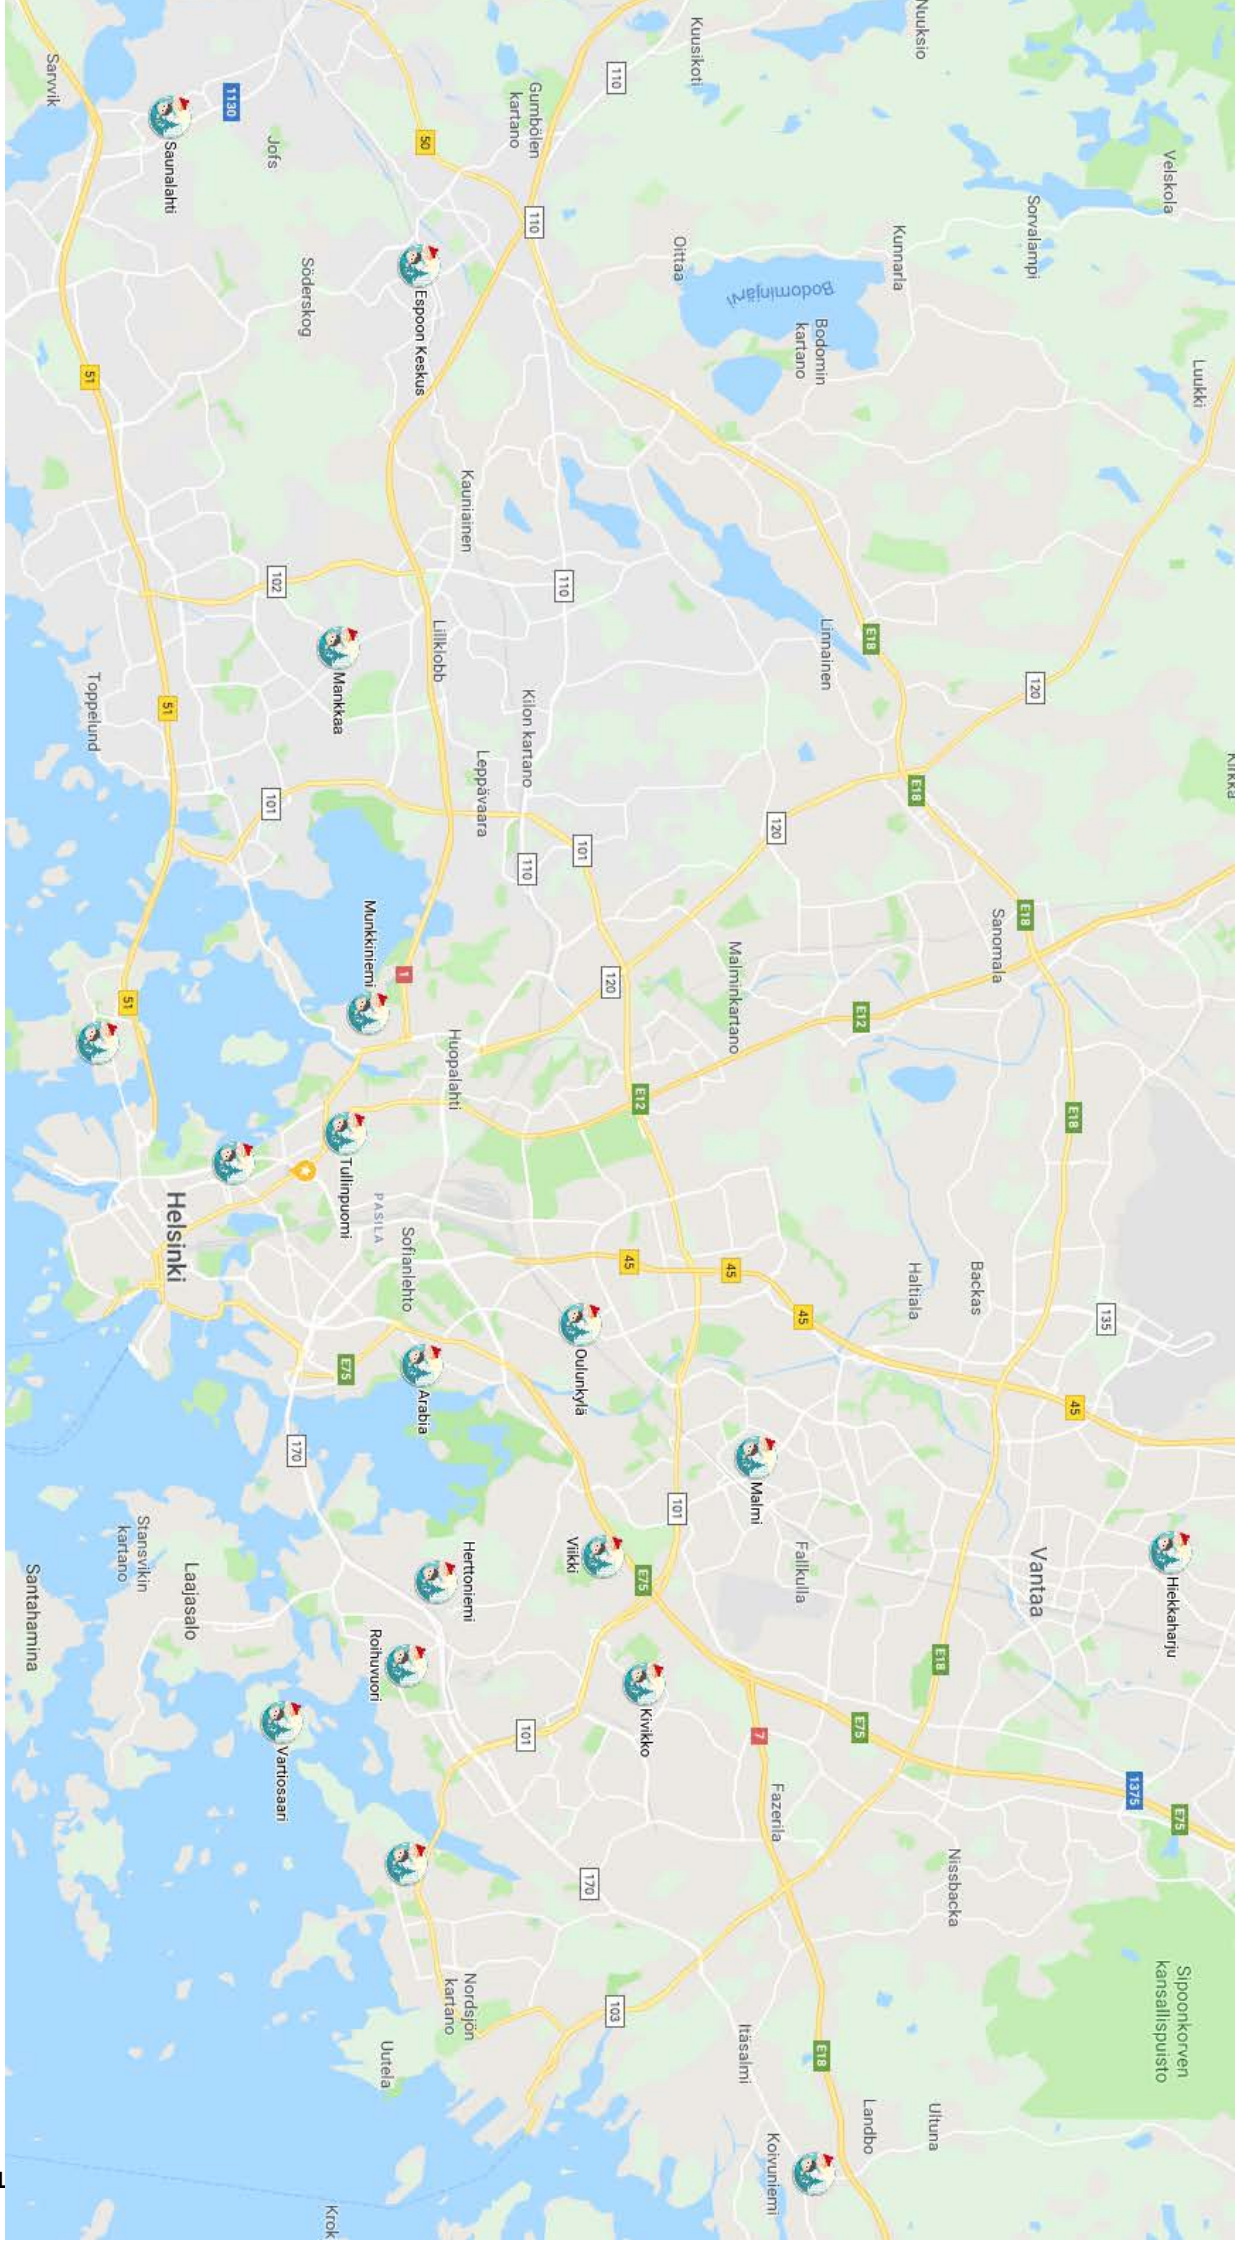 Luukki
Sipoonkorven
kansallispuisto
E75
Velskola
Hiekkaharju
1375
135
45
E18
Sorvalampi
120
Vantaa
E18
Sanomala
Backas
Nissbacka
E18
Ultuna
Nuuksio
E18
Haltiala
Kunnarla
E18
Landbo
E12
E75
Linnainen
E18
Bodomin
kartano
Bodominjärvi
45
Fallkulla
120
Fazerila
Koivuniemi
7
Malmi
Malminkartano
45
Itäsalmi
Kuusikoti
Oittaa
101
E12
E75
Kivikko
45
110
120
103
101
170
Oulunkylä
Viikki
110
Gumbölen
kartano
110
Kilon kartano
110
101
Leppävaara
Kauniainen
Herttoniemi
Nordsjön
kartano
Huopalahti
Lillklobb
50
Espoon Keskus
Arabia
Sofianlehto
1
Munkkiniemi
PASILA
Roihuvuori
Uutela
Mankkaa
Tullinpuomi
E75
Krok
Söderskog
170
Vartiosaari
102
101
Jofs
1130
Laajasalo
Helsinki
Saunalahti
51
Stansvikin
kartano
51
Toppelund
51
Sarvvik
Santahamina